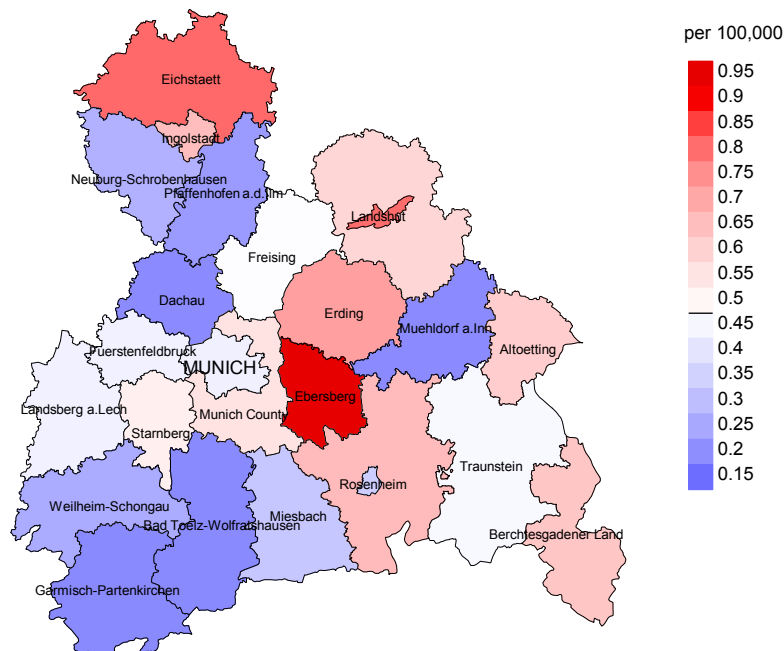 per 100,000
0.95
0.9
0.85
0.8
0.75
0.7
0.65
0.6
0.55
0.5
0.45
0.4
0.35
0.3
0.25
0.2
0.15
Eichstaett
Ingolstadt
Neuburg-Schrobenhausen
Pfaffenhofen a.d.Ilm
Landshut
Freising
Dachau
Erding
Muehldorf a.Inn
Altoetting
Fuerstenfeldbruck
MUNICH
Ebersberg
Landsberg a.Lech
Munich County
Starnberg
Traunstein
Rosenheim
Weilheim-Schongau
Miesbach
Bad Toelz-Wolfratshausen
Berchtesgadener Land
Garmisch-Partenkirchen